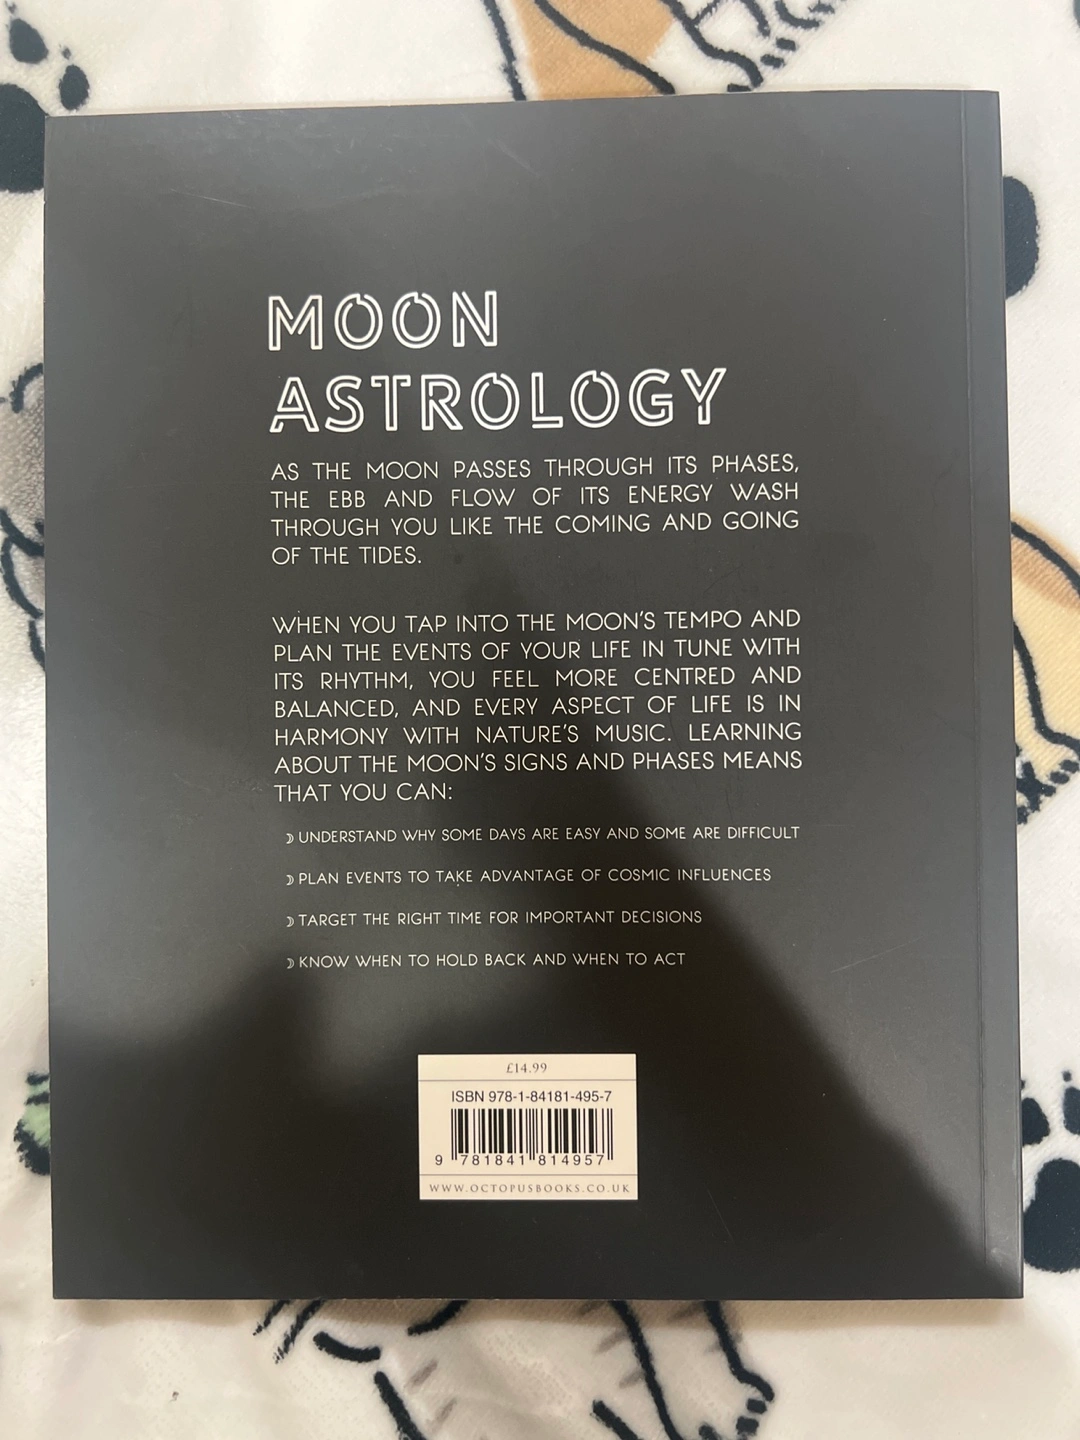 MOON
ASTROLOGY
AS THE MOON PASSES THROUGH ITS PHASES,
THE EBB AND FLOW OF ITS ENERGY WASH
THROUGH YOU LIKE THE COMING AND GOING
OF THE TIDES.
WHEN YOU TAP INTO THE MOON'S TEMPO AND
PLAN THE EVENTS OF YOUR LIFE IN TUNE WITH
ITS RHYTHM, YOU FEEL MORE CENTRED AND
BALANCED, AND EVERY ASPECT OF LIFE IS IN
HARMONY WITH NATURE'S MUSIC. LEARNING
ABOUT THE MOON'S SIGNS AND PHASES MEANS
THAT YOU CAN:
☽ UNDERSTAND WHY SOME DAYS ARE EASY AND SOME ARE DIFFICULT
☽ PLAN EVENTS TO TAKE ADVANTAGE OF COSMIC INFLUENCES
☽ TARGET THE RIGHT TIME FOR IMPORTANT DECISIONS
☽ KNOW WHEN TO HOLD BACK AND WHEN TO ACT
£14.99
ISBN 978-1-84181-495-7
9 781841 814957
WWW.OCTOPUSBOOKS.CO.UK